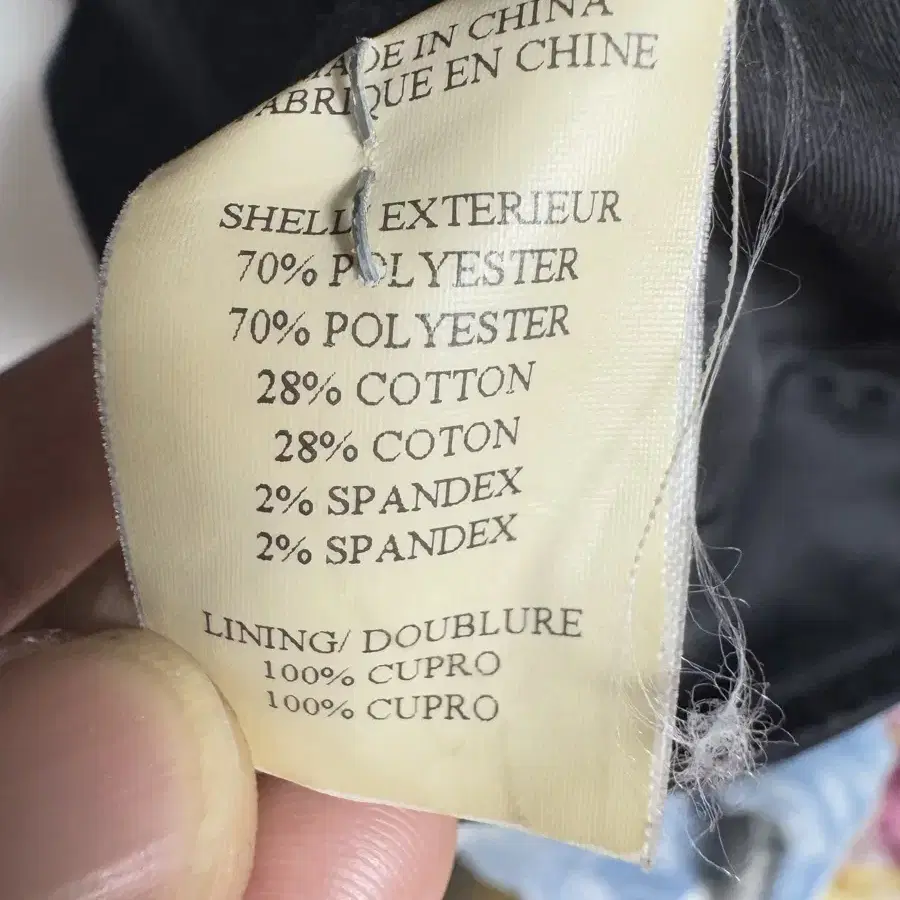 MADE IN CHINA
FABRIQUE EN CHINE
SHELL/ EXTERIEUR
70% POLYESTER
70% POLYESTER
28% COTTON
28% COTON
2% SPANDEX
2% SPANDEX
LINING/ DOUBLURE
100% CUPRO
100% CUPRO